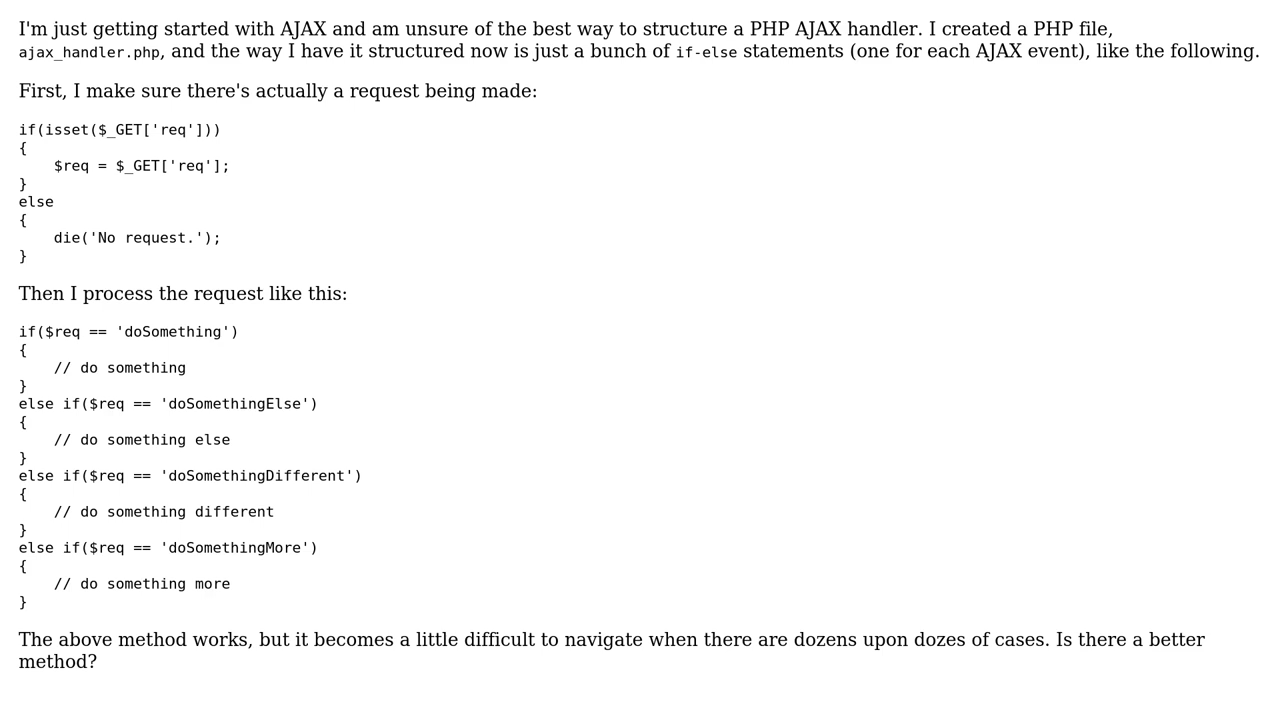 I'm just getting started with AJAX and am unsure of the best way to structure a PHP AJAX handler. I created a PHP file,
ajax_handler.php, and the way I have it structured now is just a bunch of if-else statements (one for each AJAX event), like the following.
First, I make sure there's actually a request being made:
if(isset($_GET['req']))
{
    $req = $_GET['req'];
}
else
{
    die('No request.');
}
Then I process the request like this:
if($req == 'doSomething')
{
    // do something
}
else if($req == 'doSomethingElse')
{
    // do something else
}
else if($req == 'doSomethingDifferent')
{
    // do something different
}
else if($req == 'doSomethingMore')
{
    // do something more
}
The above method works, but it becomes a little difficult to navigate when there are dozens upon dozes of cases. Is there a better
method?